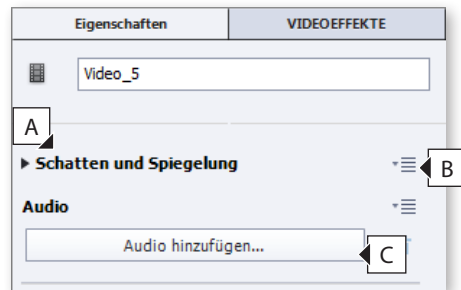 Eigenschaften VIDEOEFFEKTE
Video_5
A
Schatten und Spiegelung
B
Audio
Audio hinzufügen...
C